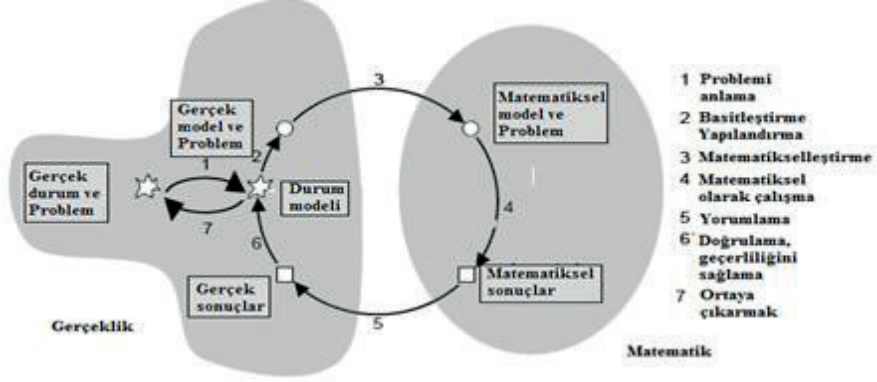 3
Gerçek
model ve
Problem
Matematiksel
model ve
Problem
1
2
Gerçek
durum ve
Problem
Durum
modeli
7
6
4
Gerçek
sonuçlar
Matematiksel
sonuçlar
5
Gerçeklik
Matematik
1 Problemi
anlama
2 Basitleştirme
Yapılandırma
3 Matematikselleştirme
4 Matematiksel
olarak çalışma
5 Yorumlama
6 Doğrulama,
geçerliliğini
sağlama
7 Ortaya
çıkarmak